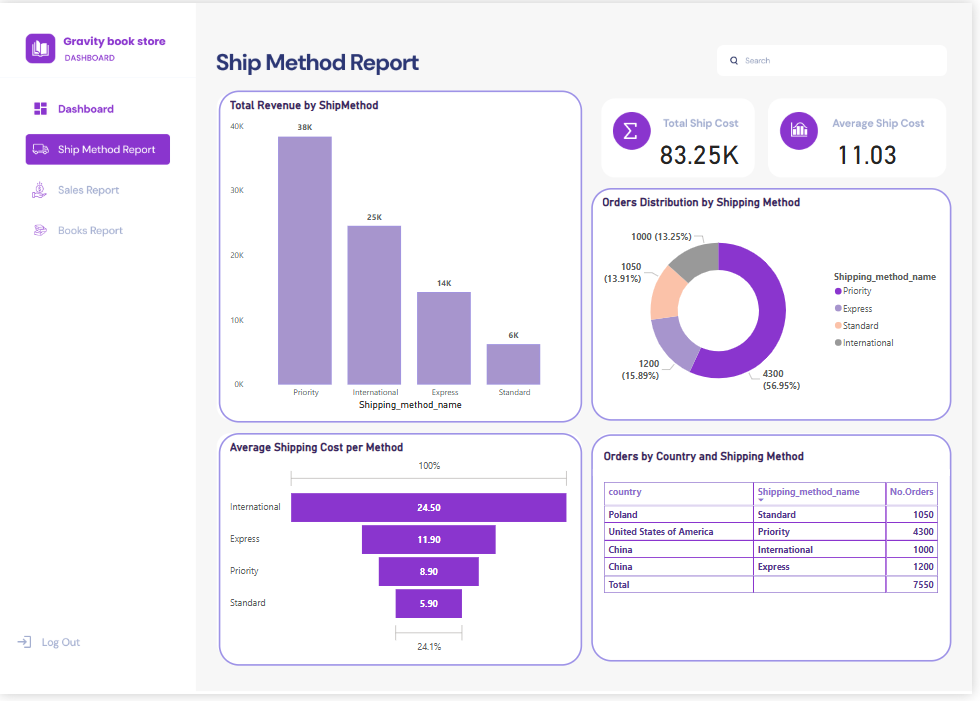 Gravity book store
DASHBOARD
Dashboard
Ship Method Report
Sales Report
Books Report
Log Out
Ship Method Report
Search
Total Revenue by ShipMethod
40K
30K
20K
10K
0K
38K
25K
14K
6K
Priority International Express Standard
Shipping_method_name
Total Ship Cost
83.25K
Average Ship Cost
11.03
Orders Distribution by Shipping Method
1000 (13.25%)
1050
(13.91%)
1200
(15.89%)
4300
(56.95%)
Shipping_method_name
Priority
Express
Standard
International
Average Shipping Cost per Method
100%
International 24.50
Express 11.90
Priority 8.90
Standard 5.90
24.1%
Orders by Country and Shipping Method
country Shipping_method_name No.Orders
Poland Standard 1050
United States of America Priority 4300
China International 1000
China Express 1200
Total 7550